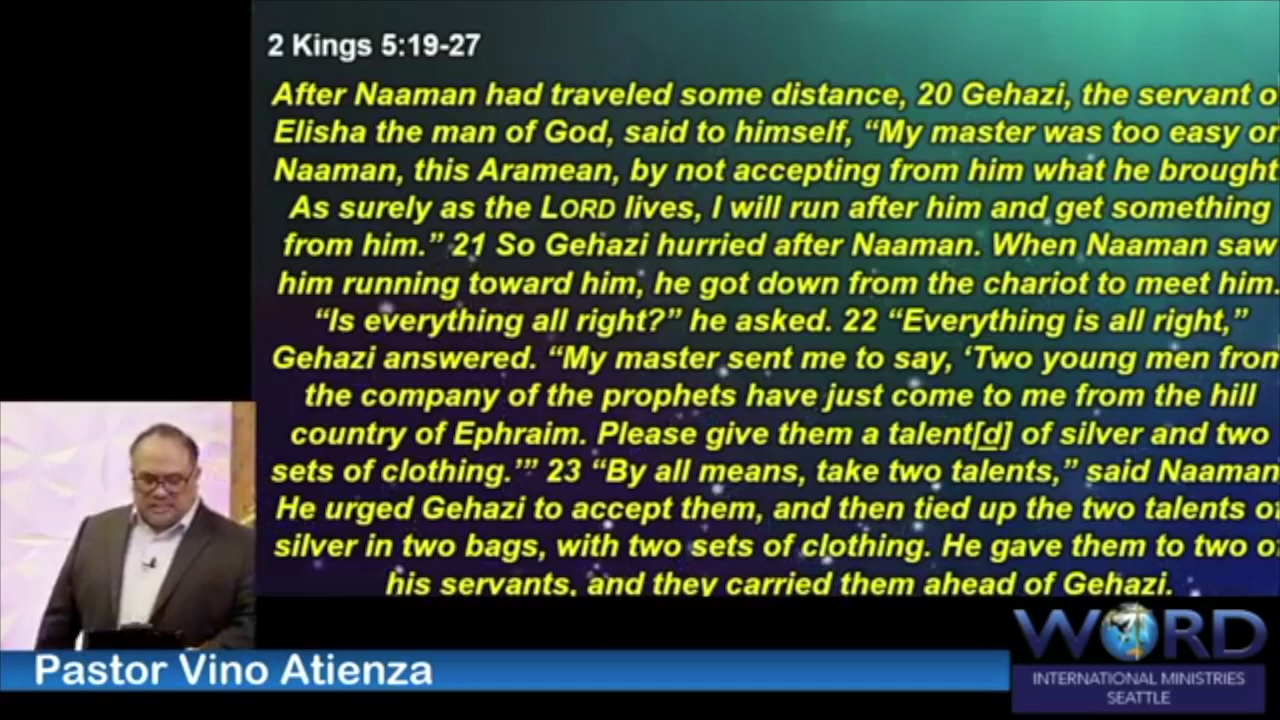 2 Kings 5:19-27
After Naaman had traveled some distance, 20 Gehazi, the servant o
Elisha the man of God, said to himself, “My master was too easy on
Naaman, this Aramean, by not accepting from him what he brought
As surely as the LORD lives, I will run after him and get something
from him.” 21 So Gehazi hurried after Naaman. When Naaman saw
him running toward him, he got down from the chariot to meet him.
“Is everything all right?” he asked. 22 “Everything is all right,”
Gehazi answered. “My master sent me to say, ‘Two young men from
the company of the prophets have just come to me from the hill
country of Ephraim. Please give them a talent[d] of silver and two
sets of clothing.’” 23 “By all means, take two talents,” said Naaman
He urged Gehazi to accept them, and then tied up the two talents of
silver in two bags, with two sets of clothing. He gave them to two of
his servants, and they carried them ahead of Gehazi.
Pastor Vino Atienza
WORD
INTERNATIONAL MINISTRIES
SEATTLE